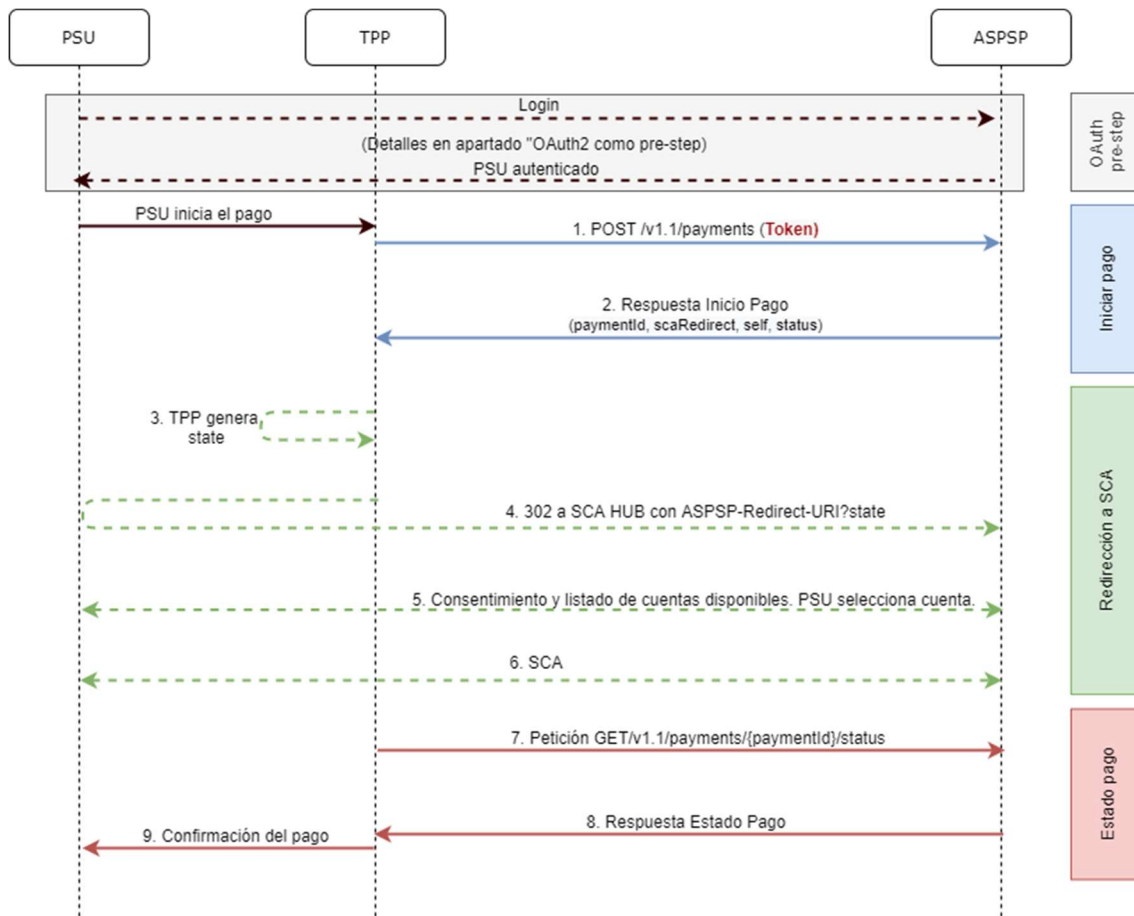 PSU
TPP
ASPSP
Login
(Detalles en apartado "OAuth2 como pre-step)
PSU autenticado
OAuth
pre-step
PSU inicia el pago
1. POST /v1.1/payments (Token)
2. Respuesta Inicio Pago
(paymentId, scaRedirect, self, status)
Iniciar pago
3. TPP genera
state
4. 302 a SCA HUB con ASPSP-Redirect-URI?state
5. Consentimiento y listado de cuentas disponibles. PSU selecciona cuenta.
6. SCA
Redirección a SCA
7. Petición GET/v1.1/payments/{paymentId}/status
8. Respuesta Estado Pago
9. Confirmación del pago
Estado pago